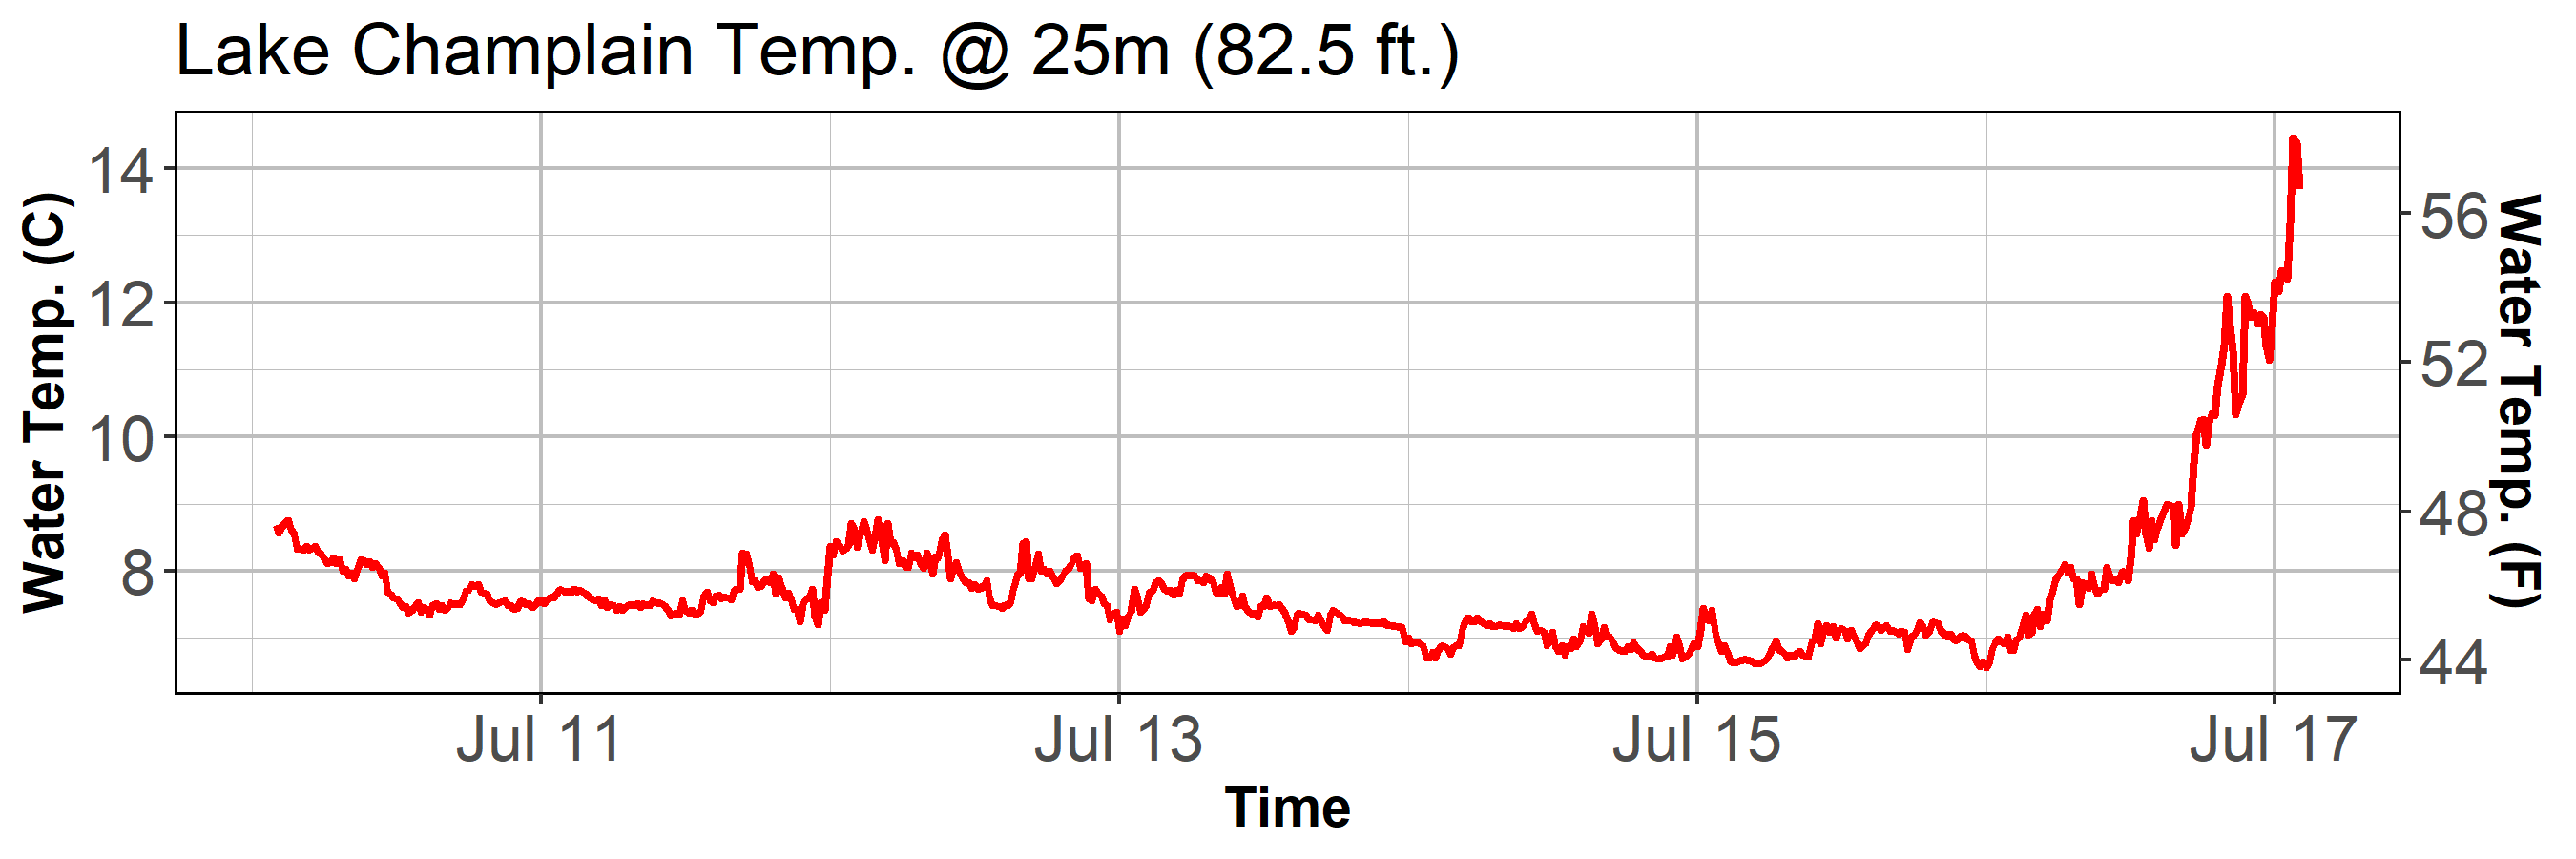 Lake Champlain Temp. @ 25m (82.5 ft.)
Water Temp. (C)
14
12
10
8
56
52
48
44
Water Temp. (F)
Jul 11
Jul 13
Jul 15
Jul 17
Time